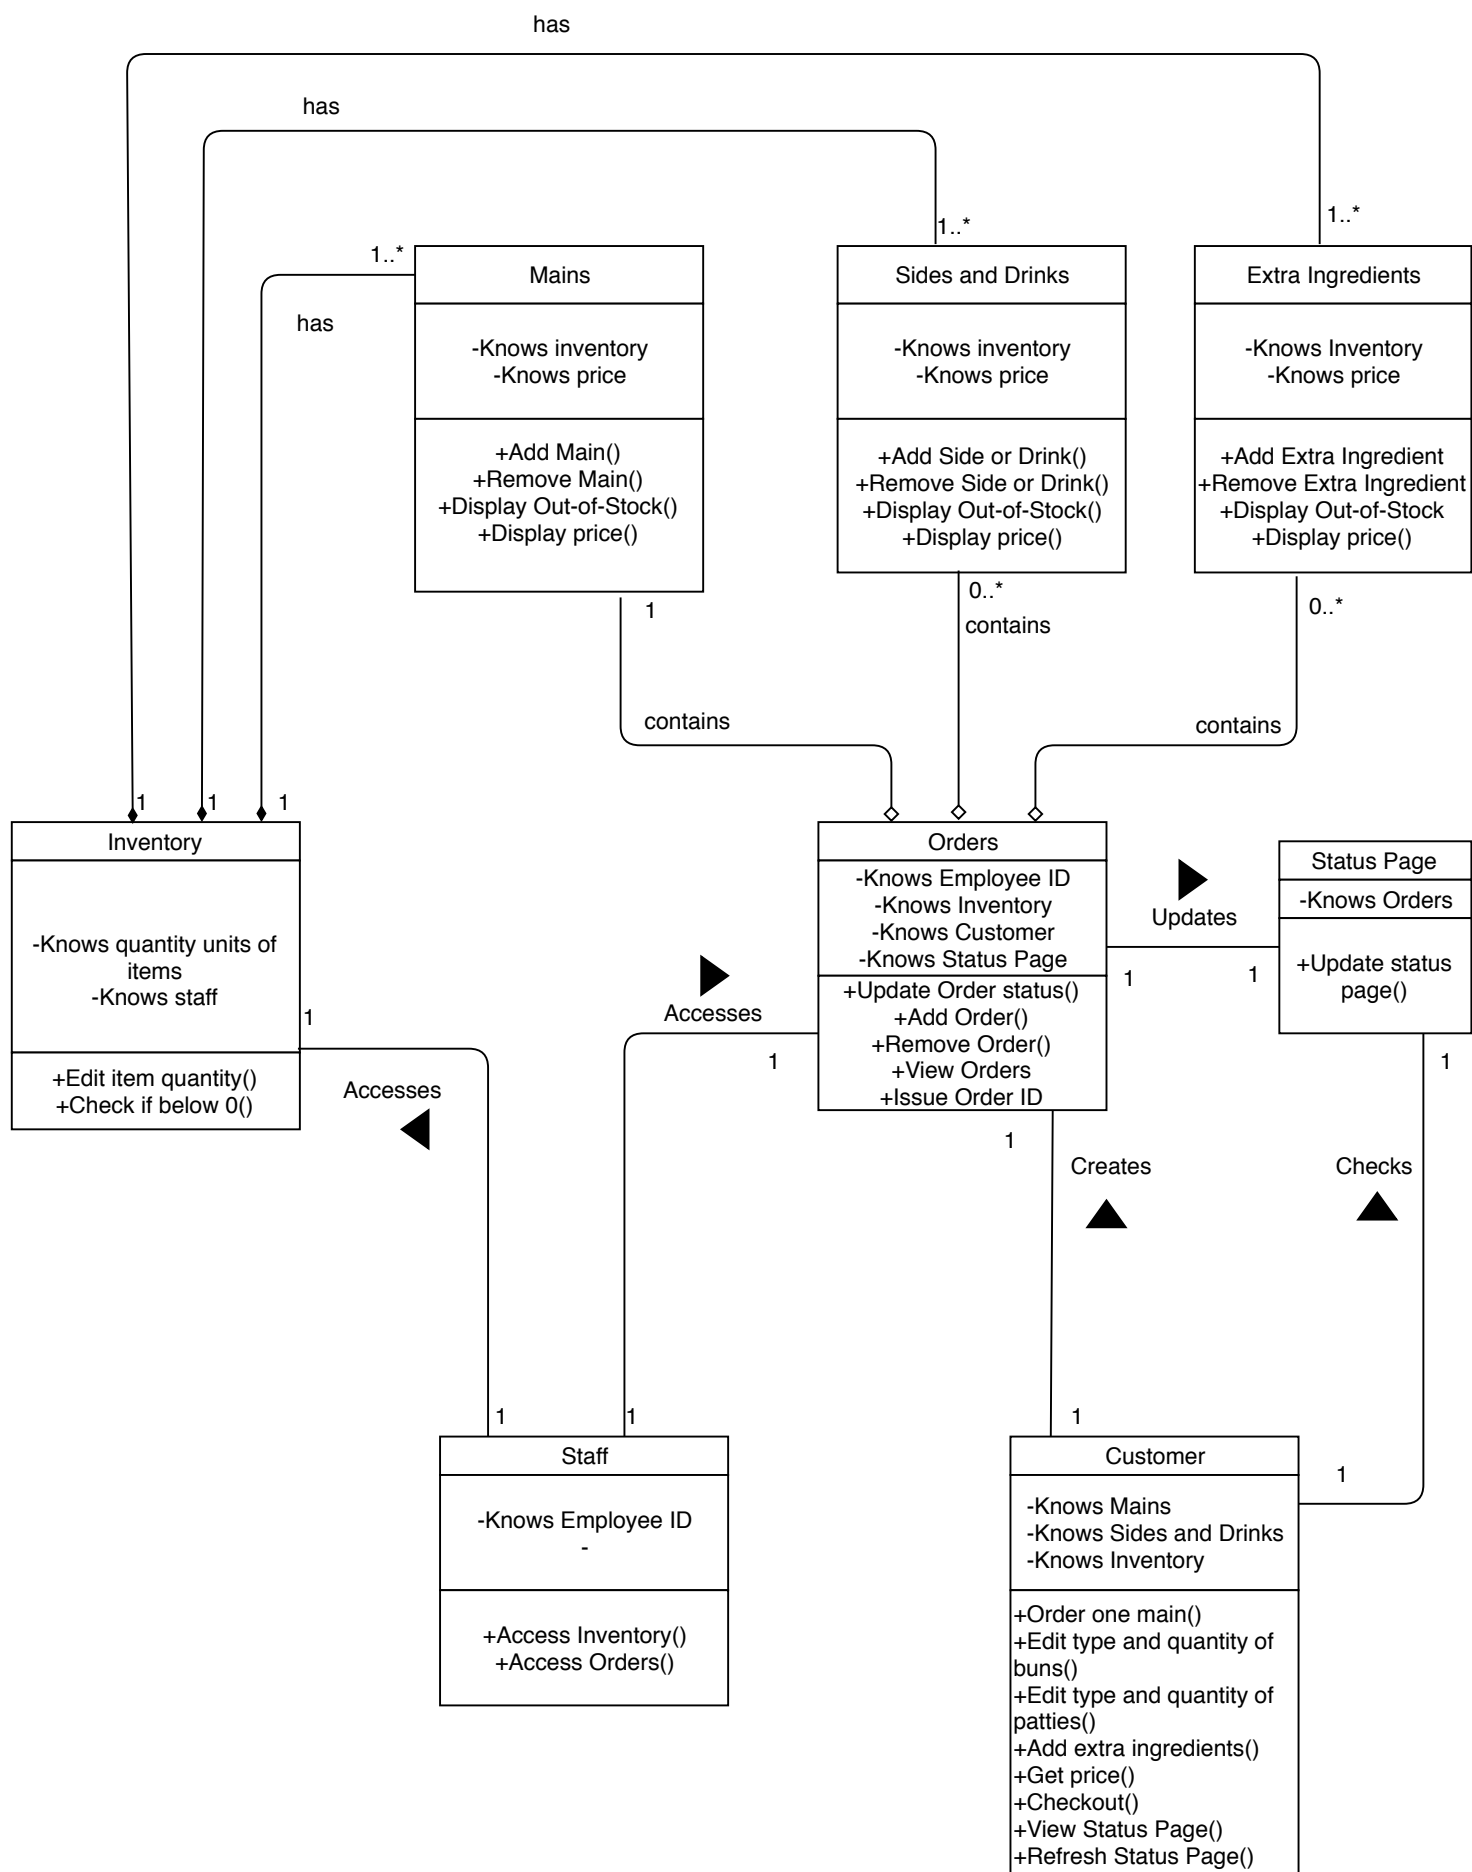 has
has
1..*
1..*
1..*
has
Mains
-Knows inventory
-Knows price
+Add Main()
+Remove Main()
+Display Out-of-Stock()
+Display price()
Sides and Drinks
-Knows inventory
-Knows price
+Add Side or Drink()
+Remove Side or Drink()
+Display Out-of-Stock()
+Display price()
Extra Ingredients
-Knows Inventory
-Knows price
+Add Extra Ingredient
+Remove Extra Ingredient
+Display Out-of-Stock
+Display price()
1
0..*
0..*
contains
contains
contains
1
1
1
Inventory
-Knows quantity units of
items
-Knows staff
+Edit item quantity()
+Check if below 0()
Orders
-Knows Employee ID
-Knows Inventory
-Knows Customer
-Knows Status Page
+Update Order status()
+Add Order()
+Remove Order()
+View Orders
+Issue Order ID
Updates
1
1
Status Page
-Knows Orders
+Update status
page()
1
Accesses
Accesses
1
1
1
Creates
Checks
1
1
1
1
Staff
-Knows Employee ID
-
+Access Inventory()
+Access Orders()
Customer
-Knows Mains
-Knows Sides and Drinks
-Knows Inventory
+Order one main()
+Edit type and quantity of
buns()
+Edit type and quantity of
patties()
+Add extra ingredients()
+Get price()
+Checkout()
+View Status Page()
+Refresh Status Page()